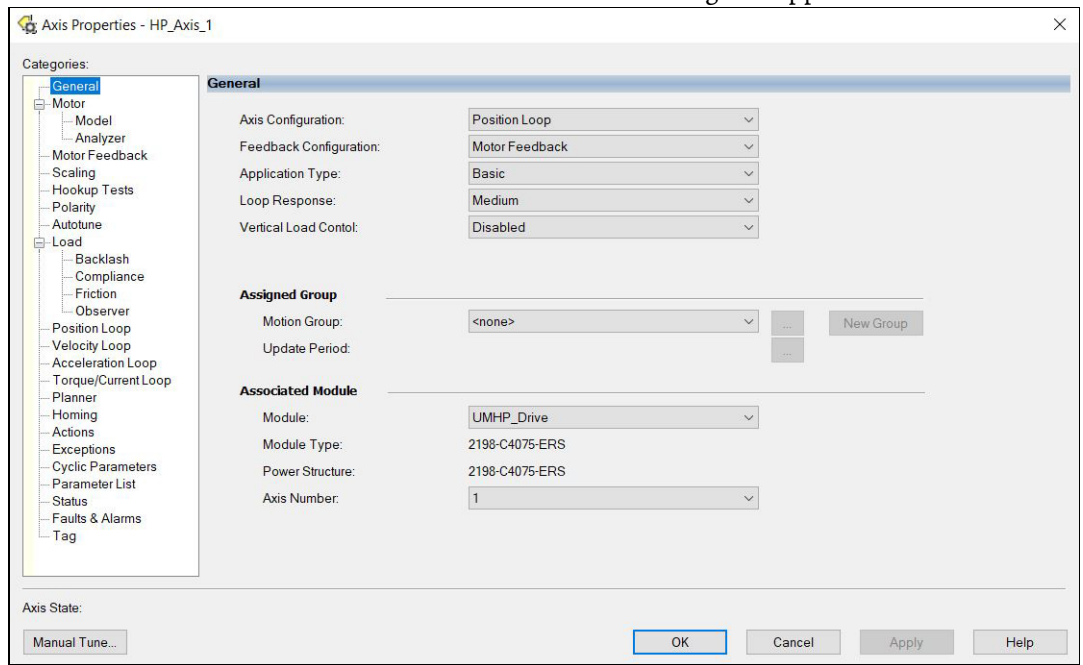 Axis Properties - HP_Axis_1
Categories:
General
Motor
Model
Analyzer
Motor Feedback
Scaling
Hookup Tests
Polarity
Autotune
Load
Backlash
Compliance
Friction
Observer
Position Loop
Velocity Loop
Acceleration Loop
Torque/Current Loop
Planner
Homing
Actions
Exceptions
Cyclic Parameters
Parameter List
Status
Faults & Alarms
Tag
General
Axis Configuration: Position Loop
Feedback Configuration: Motor Feedback
Application Type: Basic
Loop Response: Medium
Vertical Load Contol: Disabled
Assigned Group
Motion Group: <none> ... New Group
Update Period: ...
Associated Module
Module: UMHP_Drive
Module Type: 2198-C4075-ERS
Power Structure: 2198-C4075-ERS
Axis Number: 1
Axis State:
Manual Tune... OK Cancel Apply Help